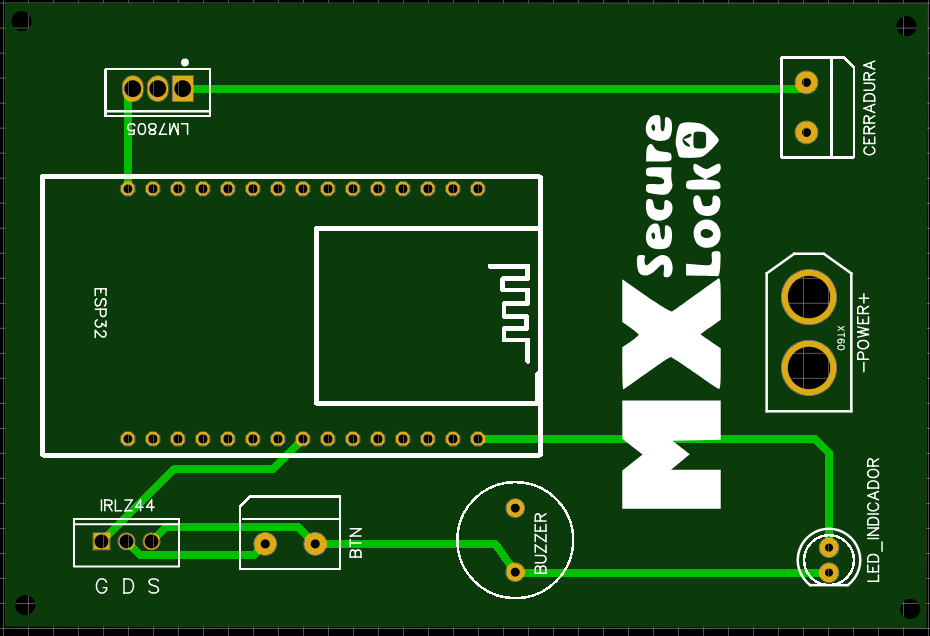 LM7805
CERRADURA
Secure
Lock
MX
ESP32
XT60
-POWER+
IRLZ44
G D S
BTN
BUZZER
LED_INDICADOR